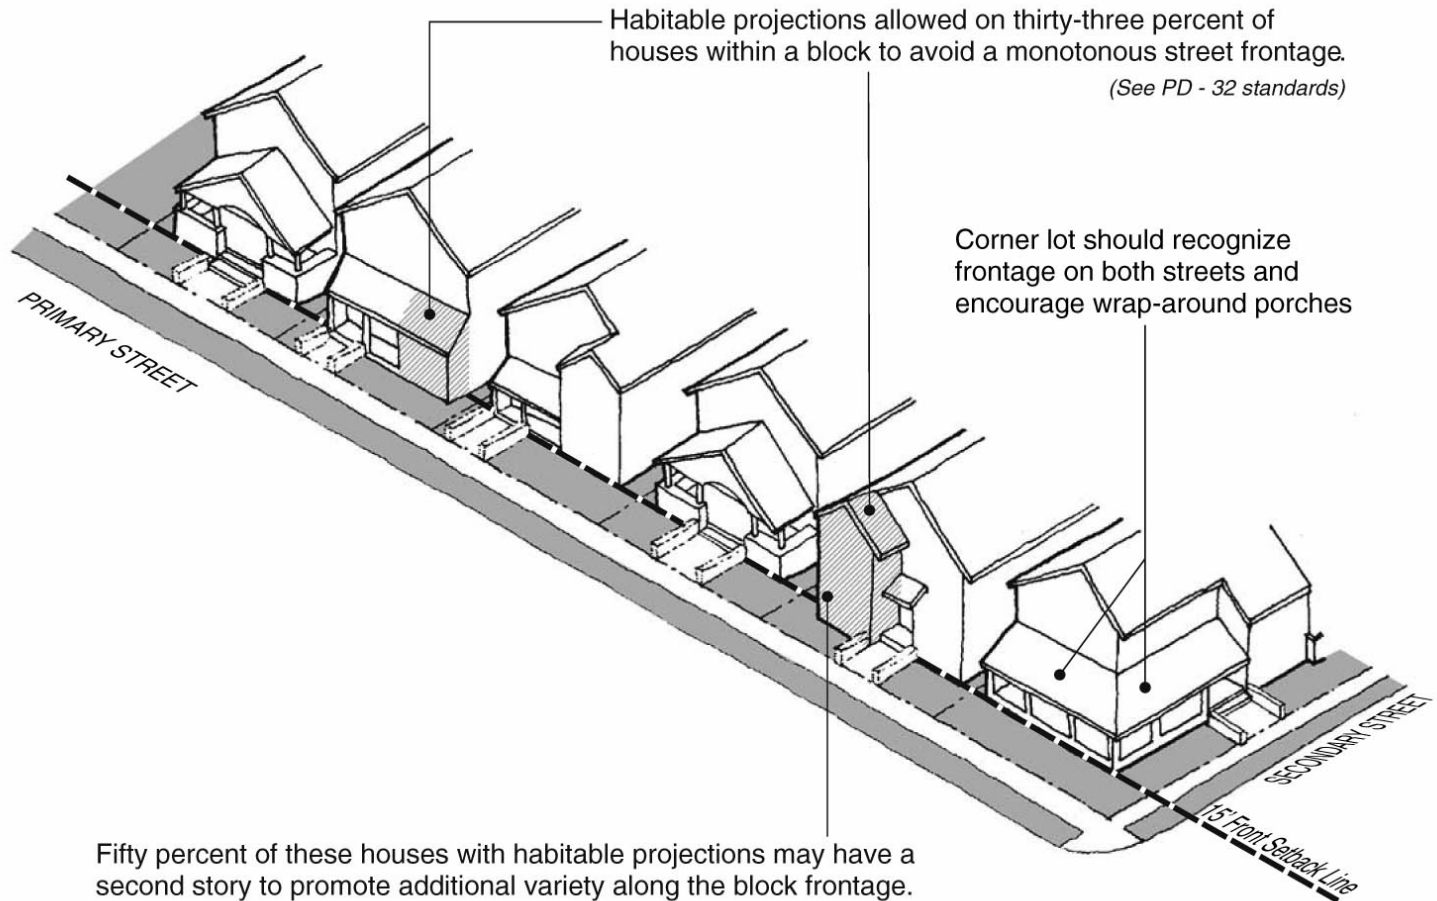 Habitable projections allowed on thirty-three percent of
houses within a block to avoid a monotonous street frontage.
(See PD - 32 standards)
Corner lot should recognize
frontage on both streets and
encourage wrap-around porches
PRIMARY STREET
SECONDARY STREET
15' Front Setback Line
Fifty percent of these houses with habitable projections may have a
second story to promote additional variety along the block frontage.